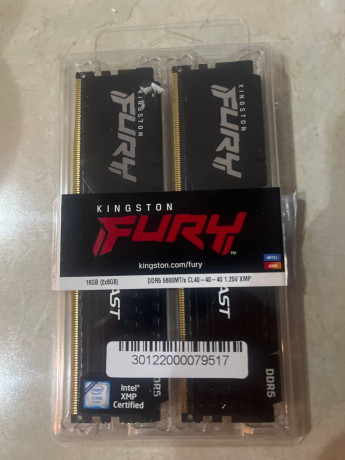 KINGSTON
FURY
KINGSTON
FURY
KINGSTON
FURY™
kingston.com/fury
16GB (2x8GB) DDR5 5600MT/s CL40-40-40 1.25V XMP
AST
AST
30122000079517
Intel®
XMP
Certified
DDR5
DDR5